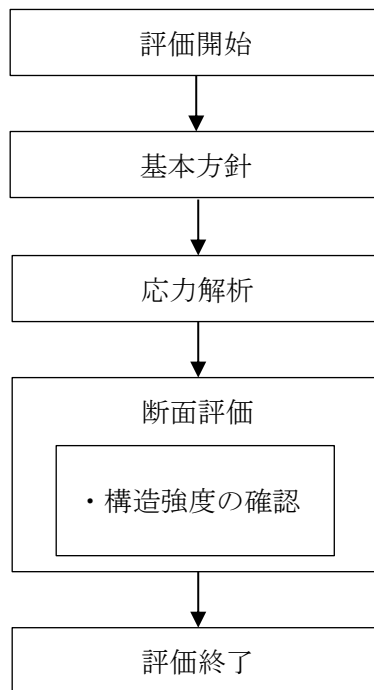 評価開始
基本方針
応力解析
断面評価
・構造強度の確認
評価終了